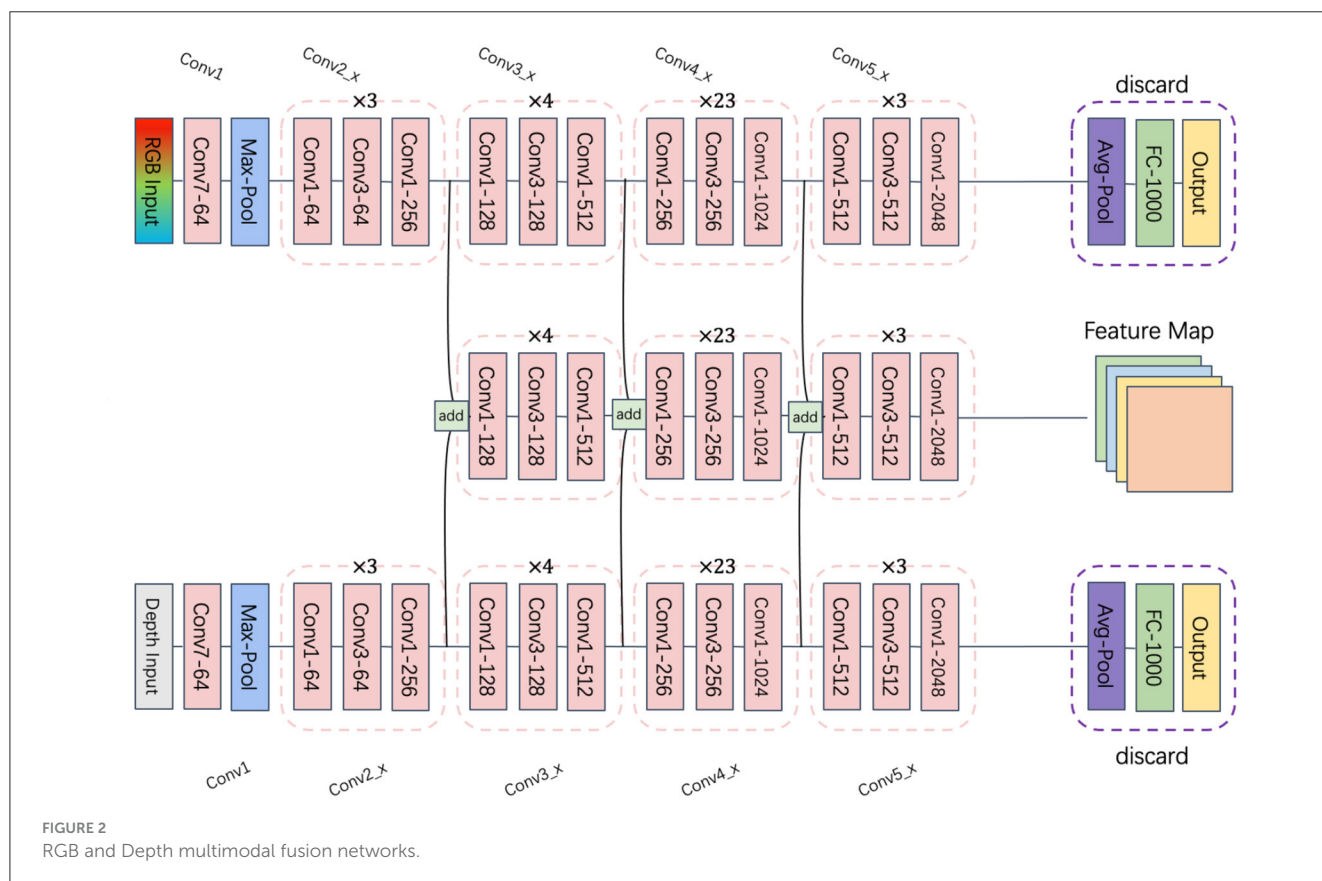 Conv1
Conv2_x
Conv3_x
Conv4_x
Conv5_x
×3
×4
×23
×3
discard
RGB Input
Conv7-64
Max-Pool
Conv1-64
Conv3-64
Conv1-256
Conv1-128
Conv3-128
Conv1-512
Conv1-256
Conv3-256
Conv1-1024
Conv1-512
Conv3-512
Conv1-2048
Avg-Pool
FC-1000
Output
×4
×23
×3
Feature Map
add
Conv1-128
Conv3-128
Conv1-512
add
Conv1-256
Conv3-256
Conv1-1024
add
Conv1-512
Conv3-512
Conv1-2048
×3
×4
×23
×3
Depth Input
Conv7-64
Max-Pool
Conv1-64
Conv3-64
Conv1-256
Conv1-128
Conv3-128
Conv1-512
Conv1-256
Conv3-256
Conv1-1024
Conv1-512
Conv3-512
Conv1-2048
Avg-Pool
FC-1000
Output
Conv1
Conv2_x
Conv3_x
Conv4_x
Conv5_x
discard
FIGURE 2
RGB and Depth multimodal fusion networks.